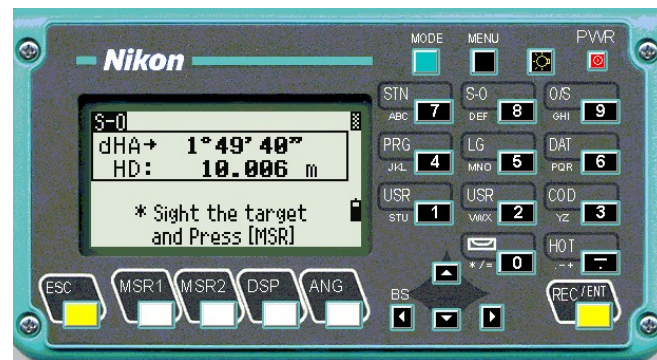 MODE MENU PWR
Nikon
STN S-O O/S
ABC 7 DEF 8 GHI 9
S-O
dHA→ 1°49'40"
HD: 10.006 m
* Sight the target
and Press [MSR]
PRG LG DAT
JKL 4 MNO 5 PQR 6
USR USR COD
STU 1 VWX 2 YZ 3
HOT
*/= 0 .-+ .
ESC MSR1 MSR2 DSP ANG
BS
REC/ENT